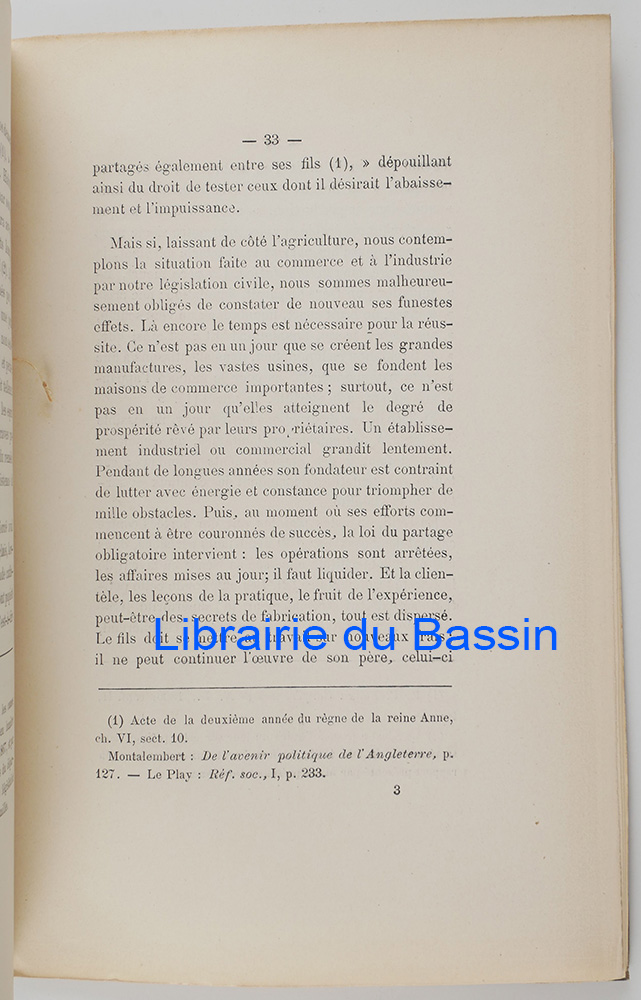 — 33 —
partagés également entre ses fils (1), » dépouillant
ainsi du droit de tester ceux dont il désirait l'abaisse-
ment et l'impuissance.
Mais si, laissant de côté l'agriculture, nous contem-
plons la situation faite au commerce et à l'industrie
par notre législation civile, nous sommes malheureu-
sement obligés de constater de nouveau ses funestes
effets. Là encore le temps est nécessaire pour la réus-
site. Ce n'est pas en un jour que se créent les grandes
manufactures, les vastes usines, que se fondent les
maisons de commerce importantes ; surtout, ce n'est
pas en un jour qu'elles atteignent le degré de
prospérité rêvé par leurs propriétaires. Un établisse-
ment industriel ou commercial grandit lentement.
Pendant de longues années son fondateur est contraint
de lutter avec énergie et constance pour triompher de
mille obstacles. Puis, au moment où ses efforts com-
mencent à être couronnés de succès, la loi du partage
obligatoire intervient : les opérations sont arrêtées,
les affaires mises au jour; il faut liquider. Et la clien-
tèle, les leçons de la pratique, le fruit de l'expérience,
peut-être des secrets de fabrication, tout est dispersé.
Le fils doit se mettre au travail sur nouveaux frais ;
Librairie du Bassin
il ne peut continuer l'œuvre de son père, celui-ci
(1) Acte de la deuxième année du règne de la reine Anne,
ch. VI, sect. 10.
Montalembert : De l'avenir politique de l'Angleterre, p.
127. — Le Play : Réf. soc., I, p. 233.
3